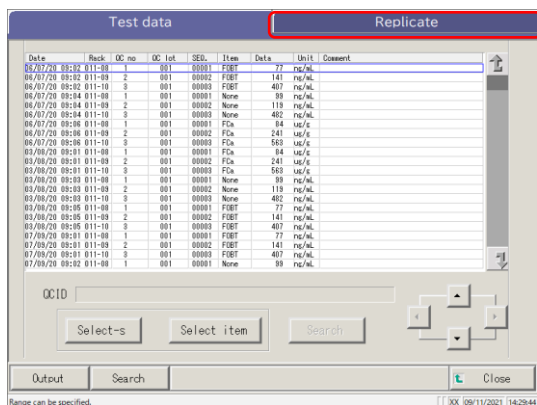 Test data Replicate
Date Rack QC no QC lot SEQ. Item Data Unit Comment
06/07/20 09:02 011-08 1 001 00001 FOBT 77 ng/mL
06/07/20 09:02 011-09 2 001 00002 FOBT 141 ng/mL
06/07/20 09:02 011-10 3 001 00003 FOBT 407 ng/mL
06/07/20 09:04 011-08 1 001 00001 None 99 ng/mL
06/07/20 09:04 011-09 2 001 00002 None 119 ng/mL
06/07/20 09:04 011-10 3 001 00003 None 482 ng/mL
06/07/20 09:06 011-08 1 001 00001 FCa 84 ug/g
06/07/20 09:06 011-09 2 001 00002 FCa 241 ug/g
06/07/20 09:06 011-10 3 001 00003 FCa 563 ug/g
03/08/20 09:01 011-08 1 001 00001 FCa 84 ug/g
03/08/20 09:01 011-09 2 001 00002 FCa 241 ug/g
03/08/20 09:01 011-10 3 001 00003 FCa 563 ug/g
03/08/20 09:03 011-08 1 001 00001 None 99 ng/mL
03/08/20 09:03 011-09 2 001 00002 None 119 ng/mL
03/08/20 09:03 011-10 3 001 00003 None 482 ng/mL
03/08/20 09:05 011-08 1 001 00001 FOBT 77 ng/mL
03/08/20 09:05 011-09 2 001 00002 FOBT 141 ng/mL
03/08/20 09:05 011-10 3 001 00003 FOBT 407 ng/mL
07/09/20 09:01 011-08 1 001 00001 FOBT 77 ng/mL
07/09/20 09:01 011-09 2 001 00002 FOBT 141 ng/mL
07/09/20 09:01 011-10 3 001 00003 FOBT 407 ng/mL
07/09/20 09:02 011-08 1 001 00001 None 99 ng/mL
QCID
Select-s Select item Search
Output Search Close
Range can be specified. XX 09/11/2021 14:29:44